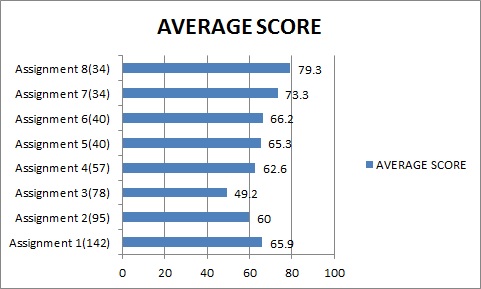 AVERAGE SCORE
Assignment 8(34) 79.3
Assignment 7(34) 73.3
Assignment 6(40) 66.2
Assignment 5(40) 65.3
Assignment 4(57) 62.6
AVERAGE SCORE
Assignment 3(78) 49.2
Assignment 2(95) 60
Assignment 1(142) 65.9
0 20 40 60 80 100